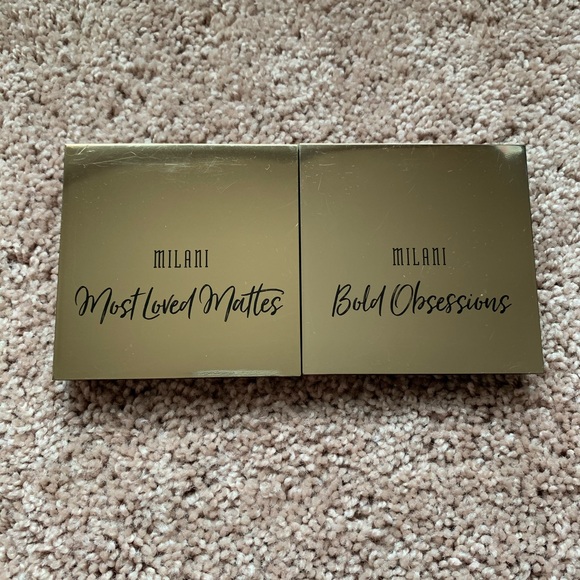 MILANI
Most Loved Mattes
MILANI
Bold Obsessions